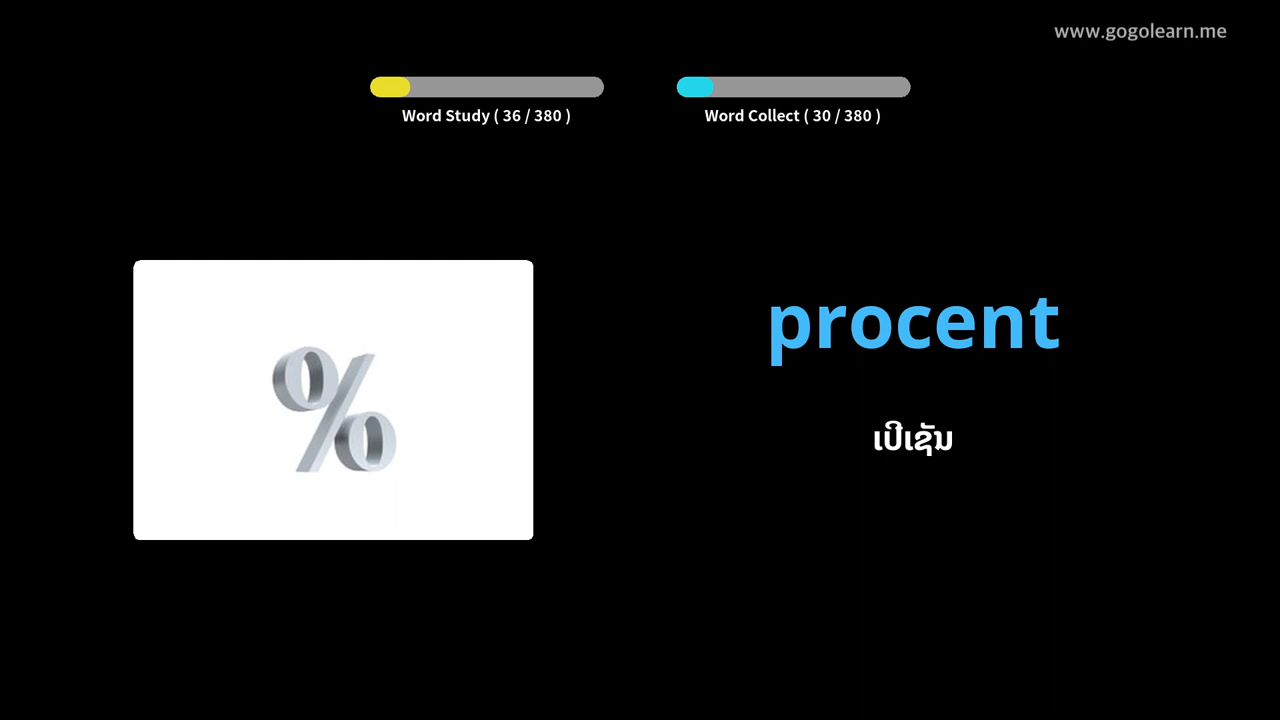 www.gogolearn.me
Word Study ( 36 / 380 )
Word Collect ( 30 / 380 )
%
procent
ເປີເຊັນ